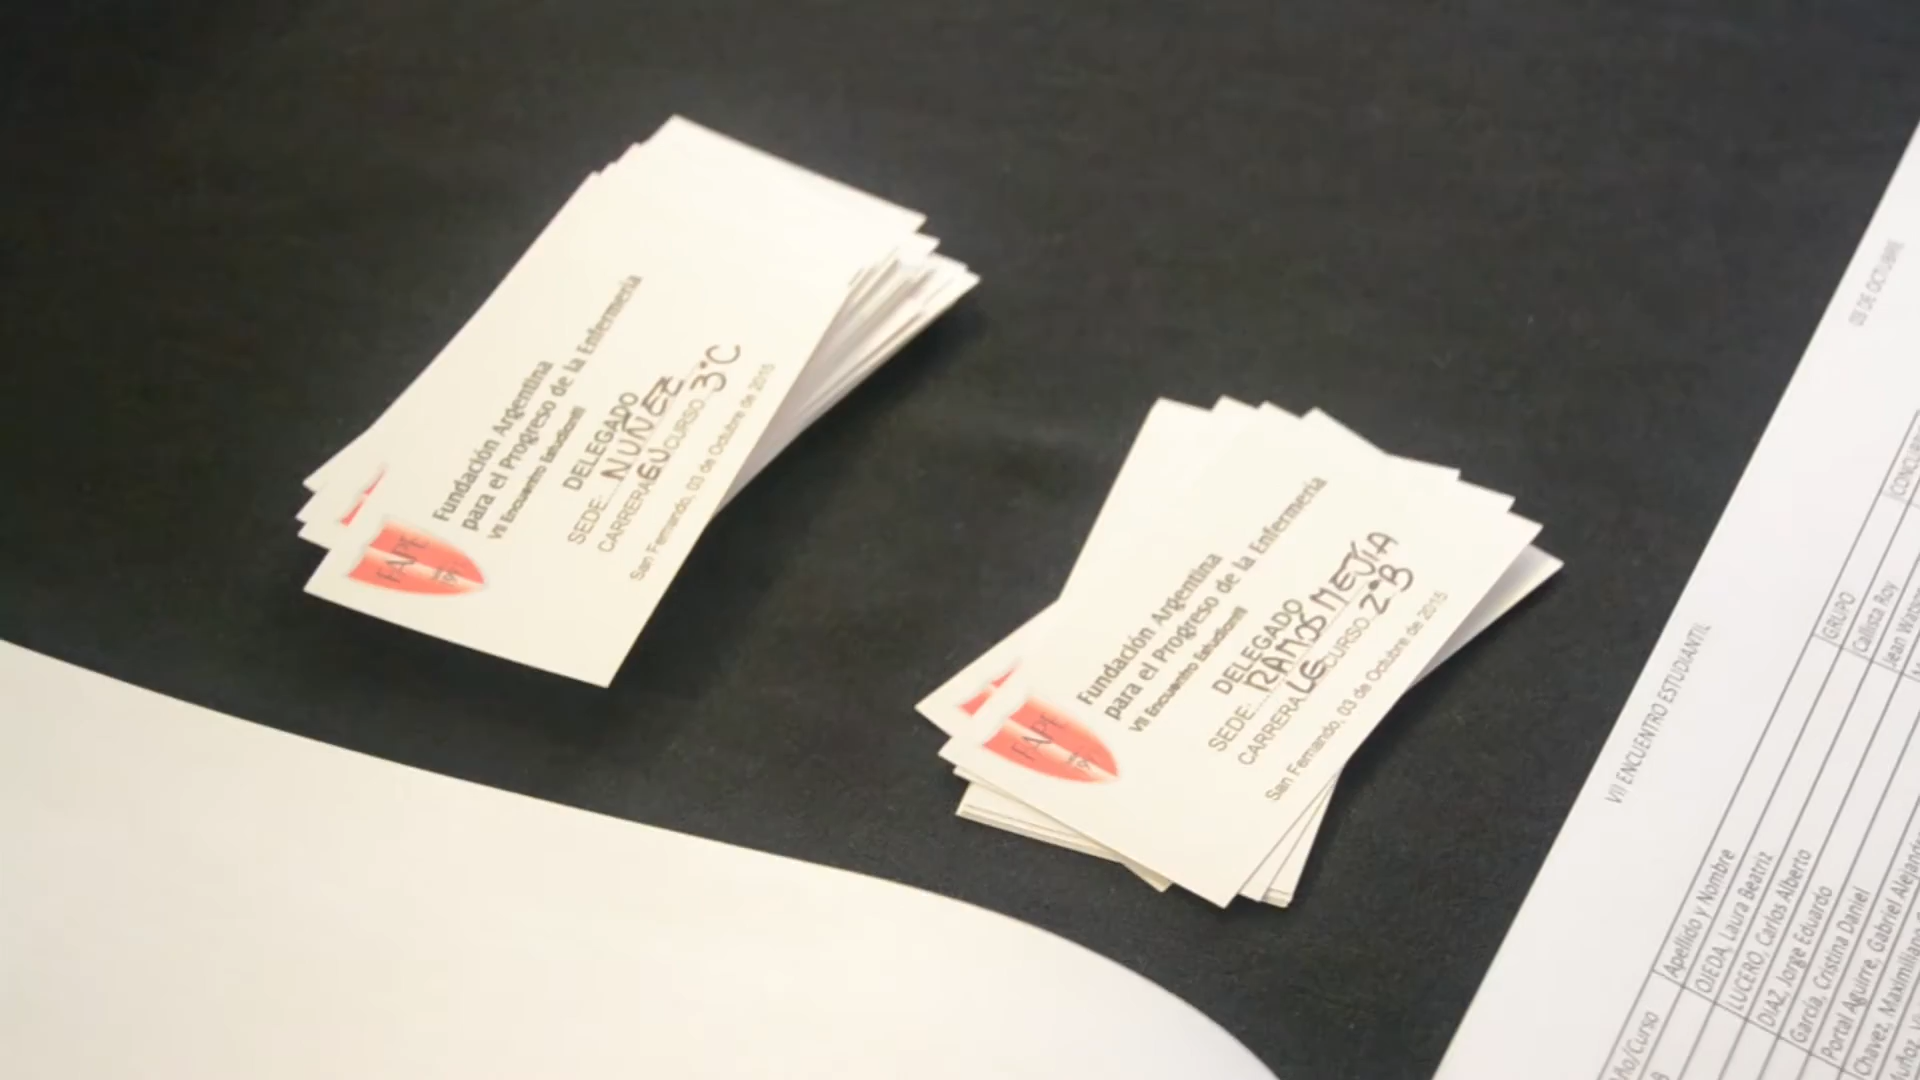 FAPE
Fundación Argentina
para el Progreso de la Enfermería
VII Encuentro Estudiantil
DELEGADO
SEDE: NUÑEZ
CARRERA EU CURSO 3°C
San Fernando, 03 de Octubre de 2015
FAPE
Fundación Argentina
para el Progreso de la Enfermería
VII Encuentro Estudiantil
DELEGADO
SEDE: RAMOS MEJÍA
CARRERA LE CURSO 2°B
San Fernando, 03 de Octubre de 2015
VII ENCUENTRO ESTUDIANTIL
DE OCTUBRE
Año/Curso
Apellido y Nombre
GRUPO
B
OJEDA, Laura Beatriz
Callista Roy
LUCERO, Carlos Alberto
DIAZ, Jorge Eduardo
García, Cristina Daniel
Portal Aguirre, Gabriel
Chavez, Maximiliano